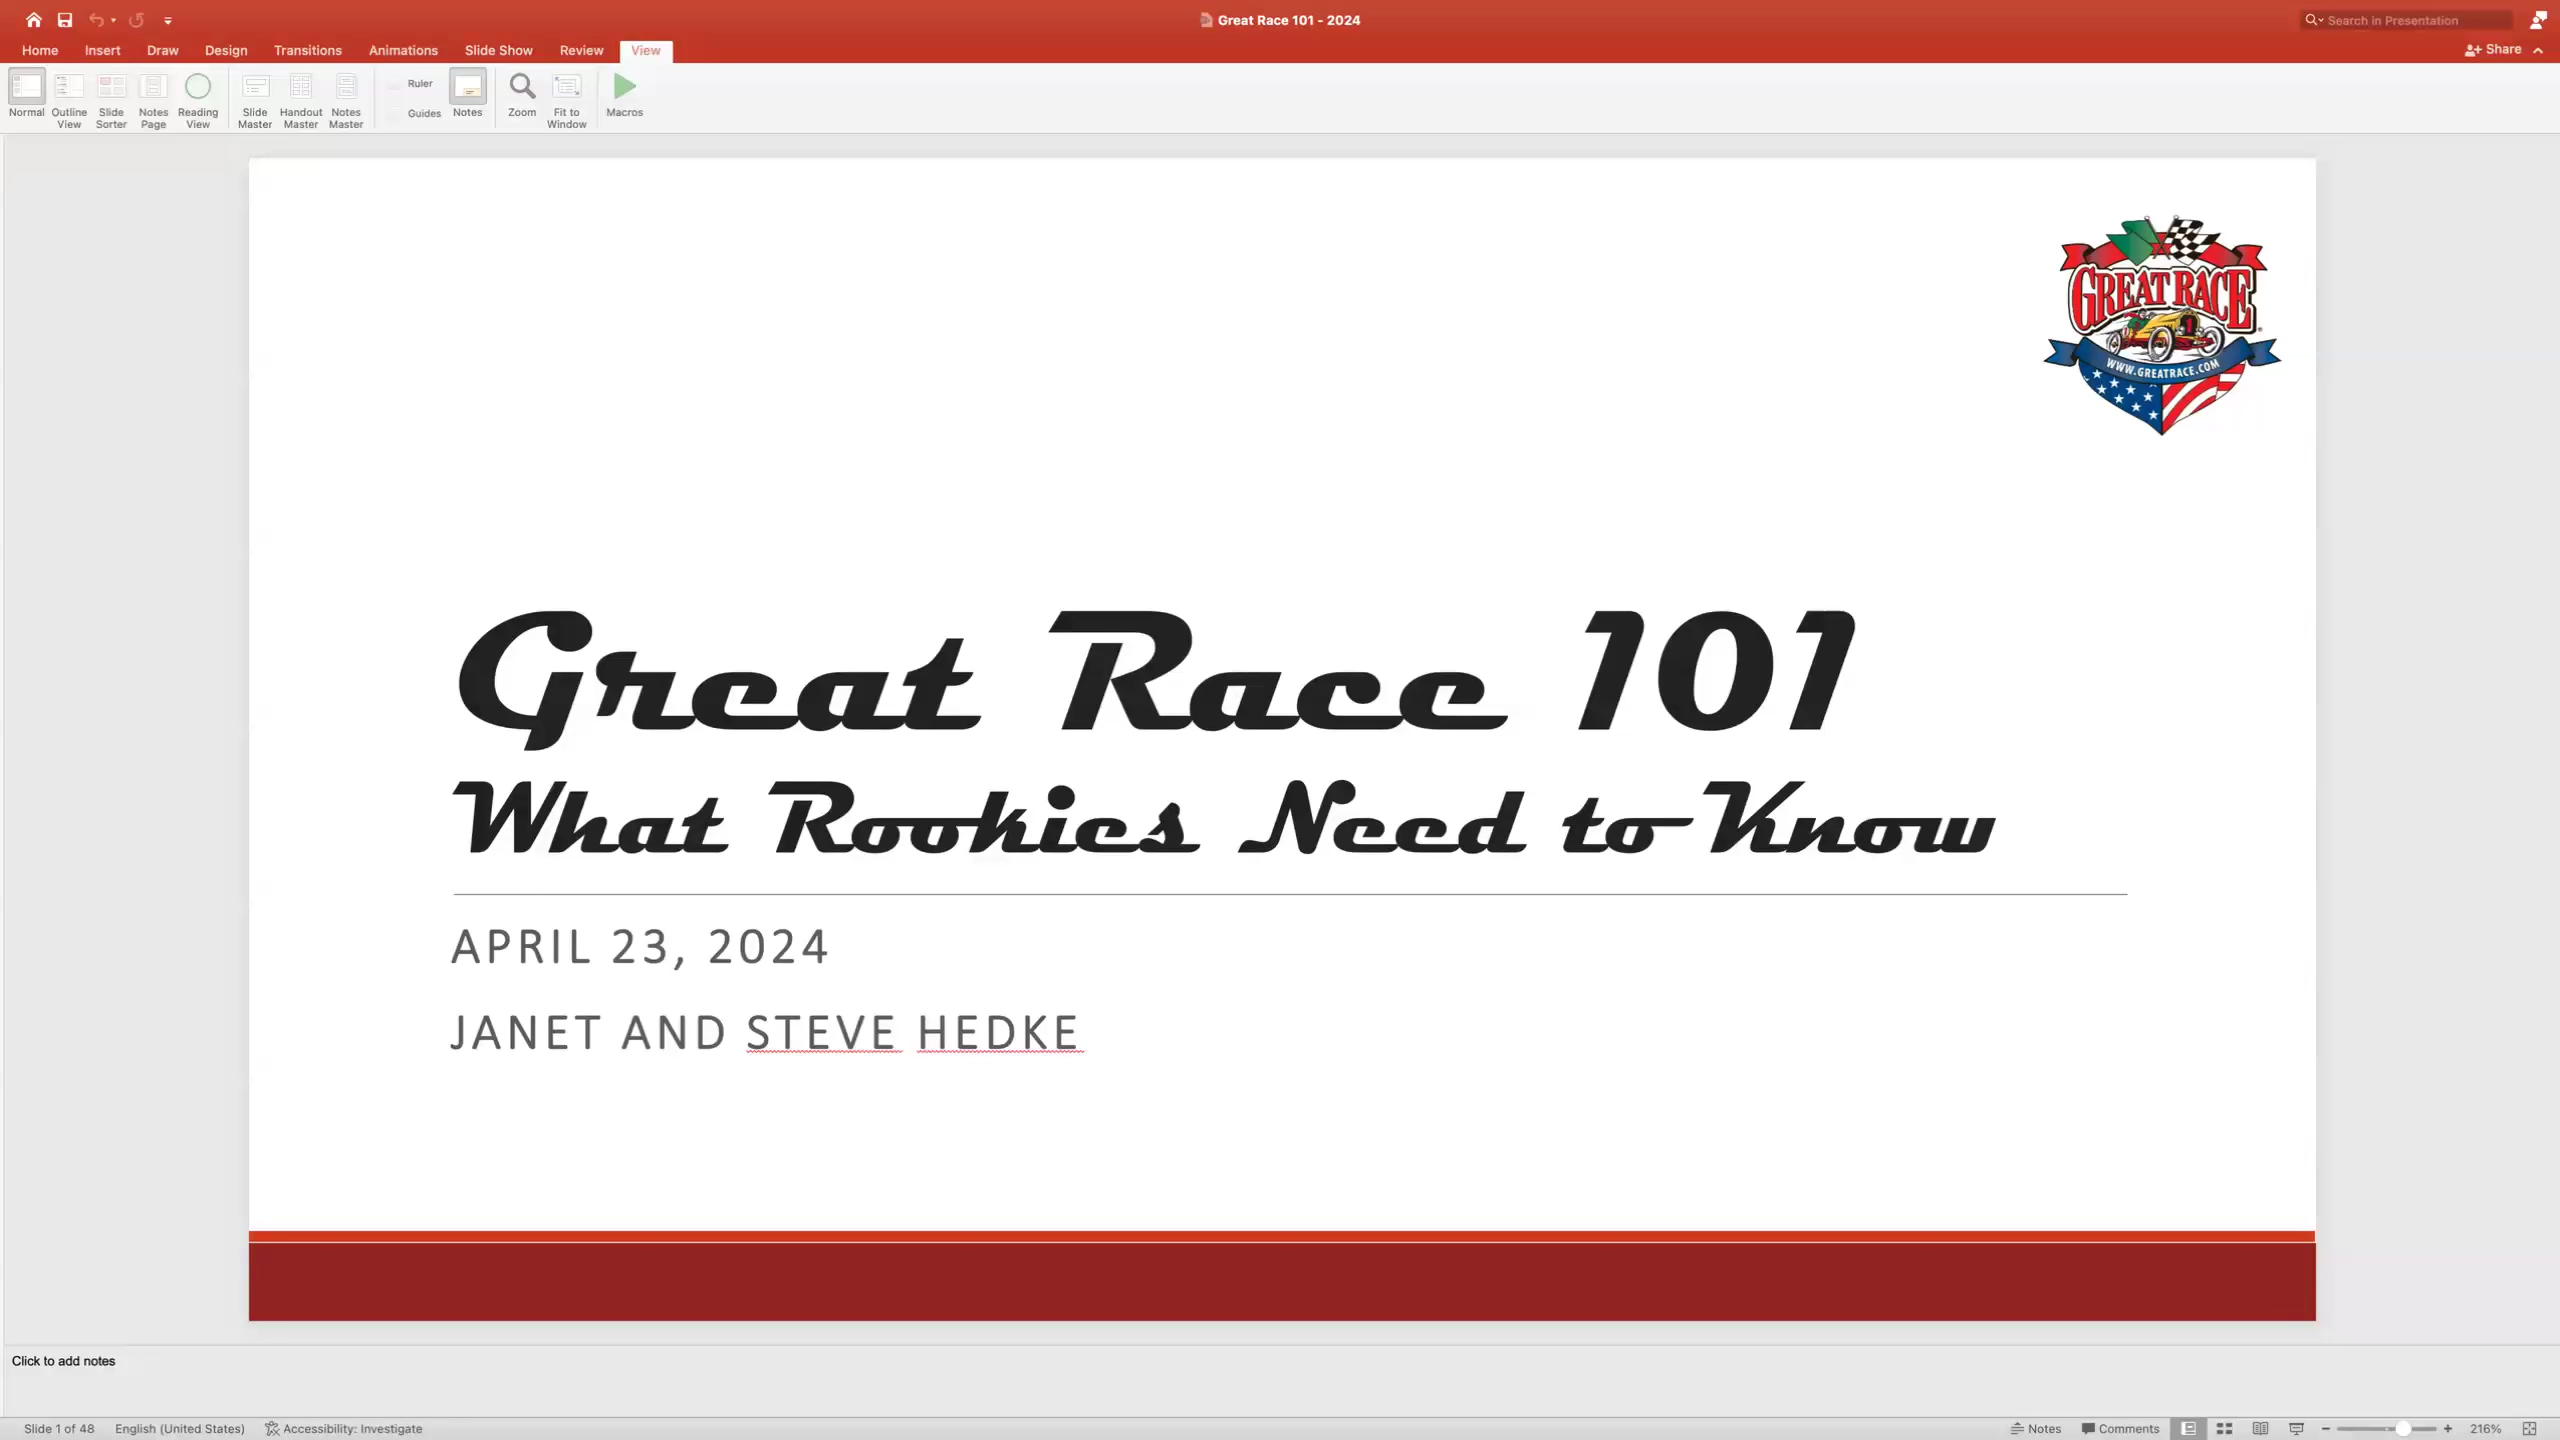 Great Race 101 - 2024
Search in Presentation
Home Insert Draw Design Transitions Animations Slide Show Review View
Share
Normal Outline View Slide Sorter Notes Page Reading View Slide Master Handout Master Notes Master Ruler Guides Notes Zoom Fit to Window Macros
GREAT RACE
1
WWW.GREATRACE.COM
Great Race 101
What Rookies Need to Know
APRIL 23, 2024
JANET AND STEVE HEDKE
Click to add notes
Slide 1 of 48 English (United States) Accessibility: Investigate Notes Comments 216%